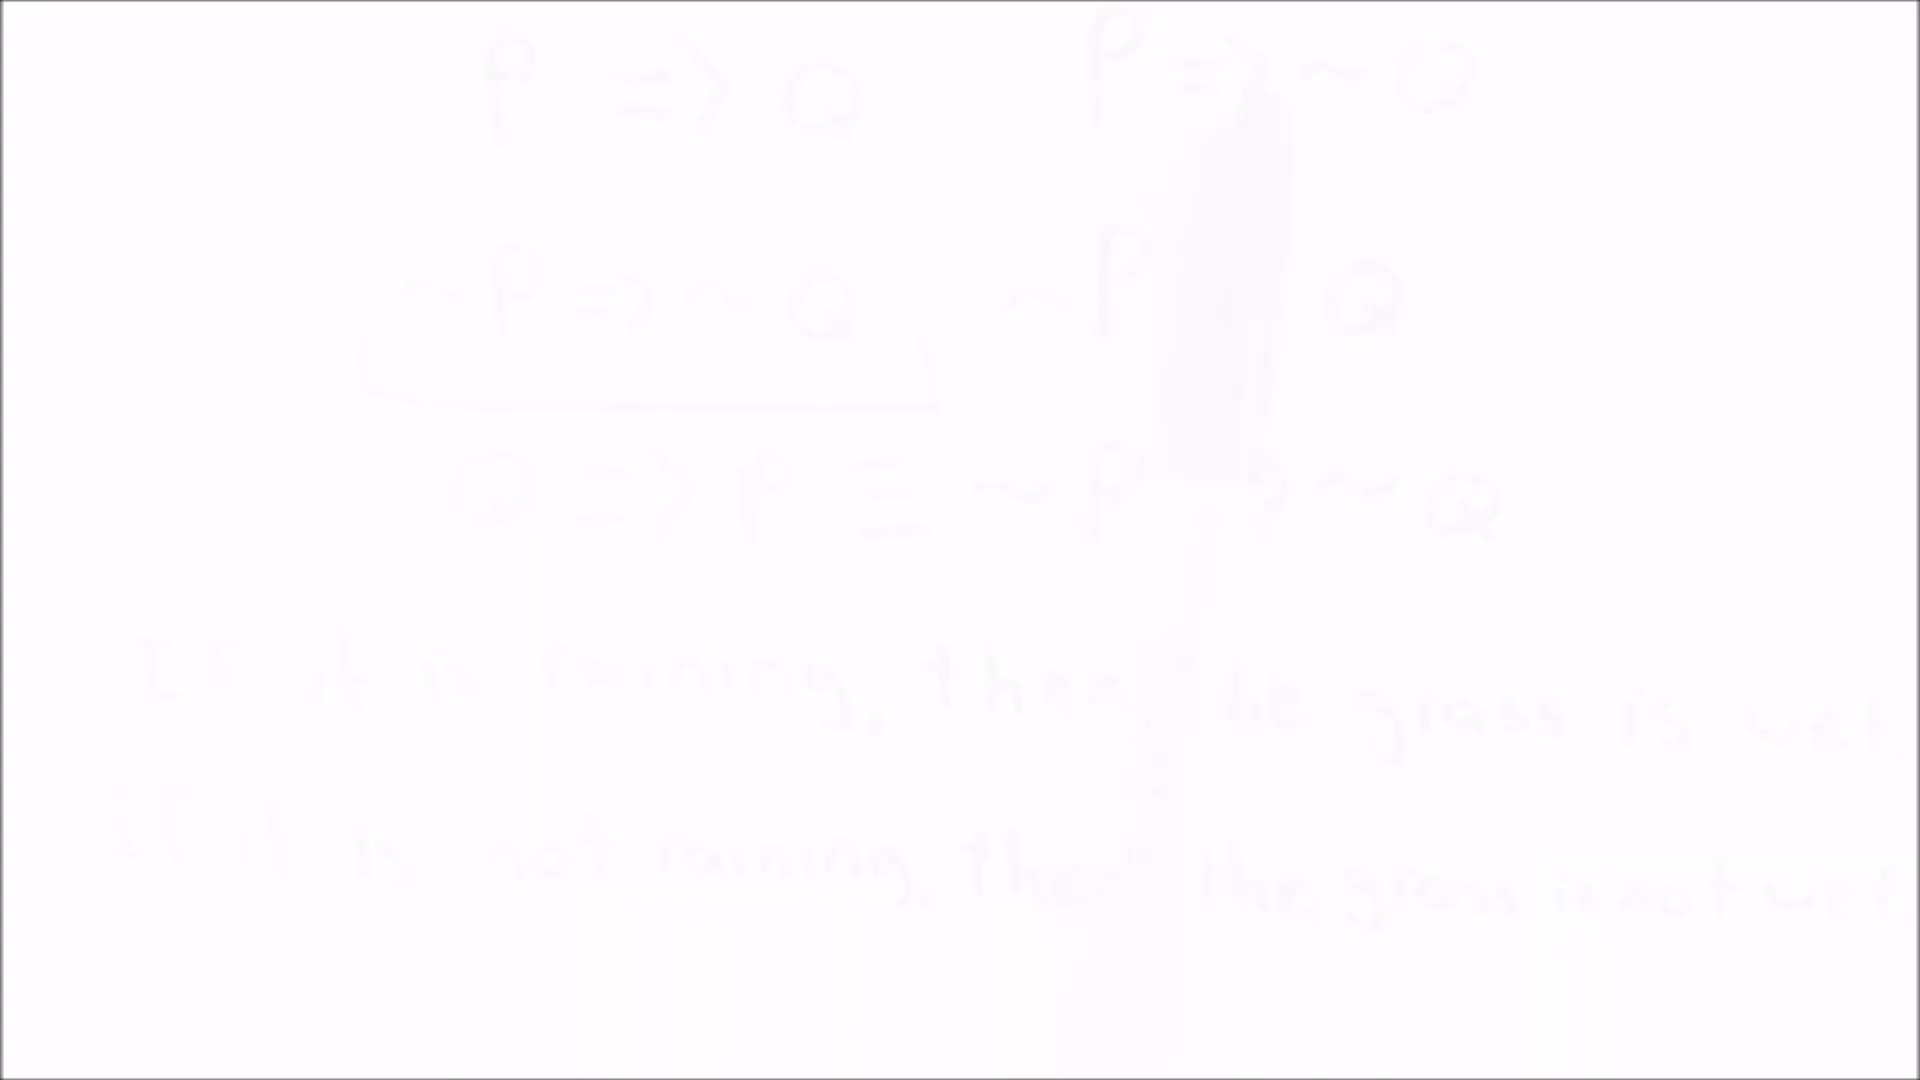 P => Q P => ~ Q
~ P => ~ Q ~ P Q
Q => P ≡ ~ P => ~ Q
If it is raining, then the grass is wet.
If it is not raining, then the grass is not wet.